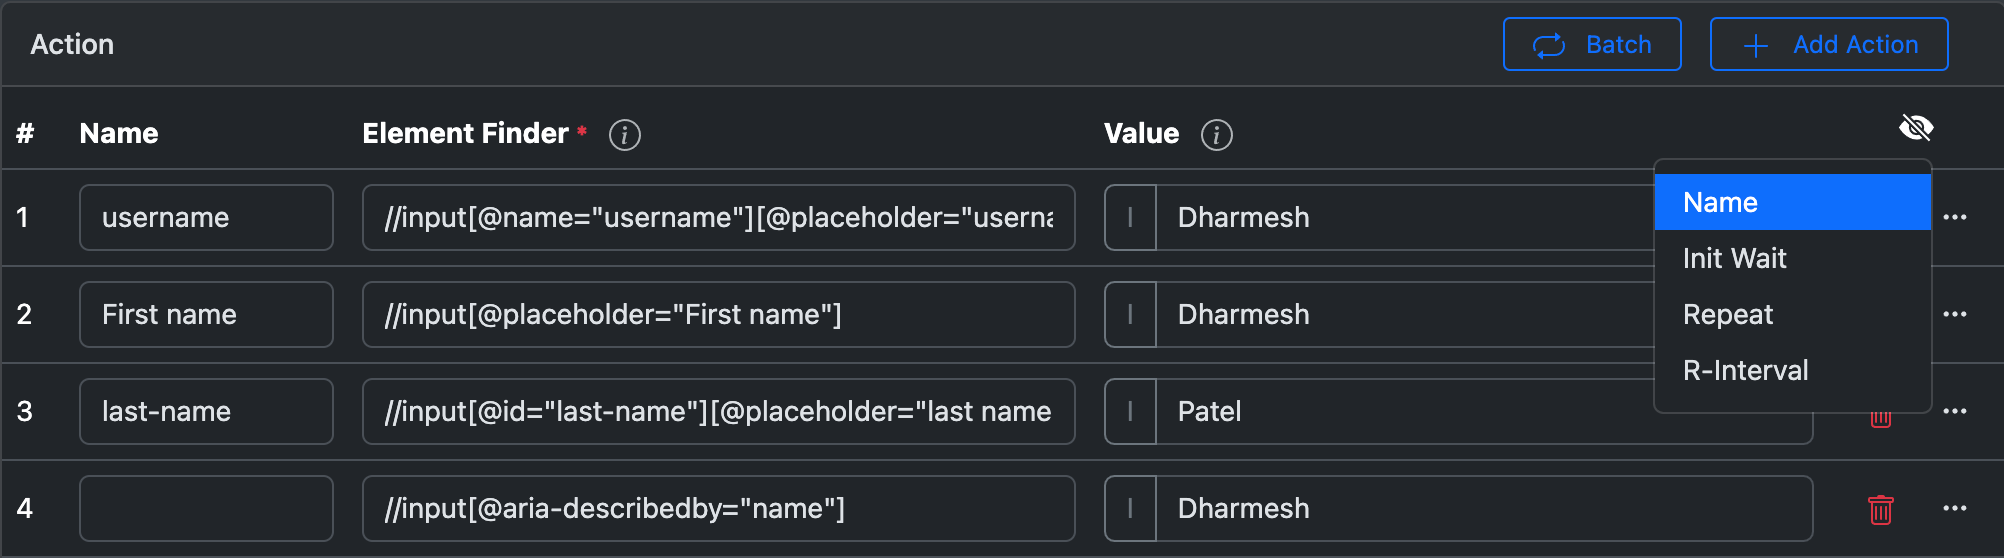 Action Batch Add Action
# Name Element Finder * i Value i
1 username //input[@name="username"][@placeholder="userna I Dharmesh ...
2 First name //input[@placeholder="First name"] I Dharmesh ...
3 last-name //input[@id="last-name"][@placeholder="last name I Patel ...
4 //input[@aria-describedby="name"] I Dharmesh ...
Name
Init Wait
Repeat
R-Interval